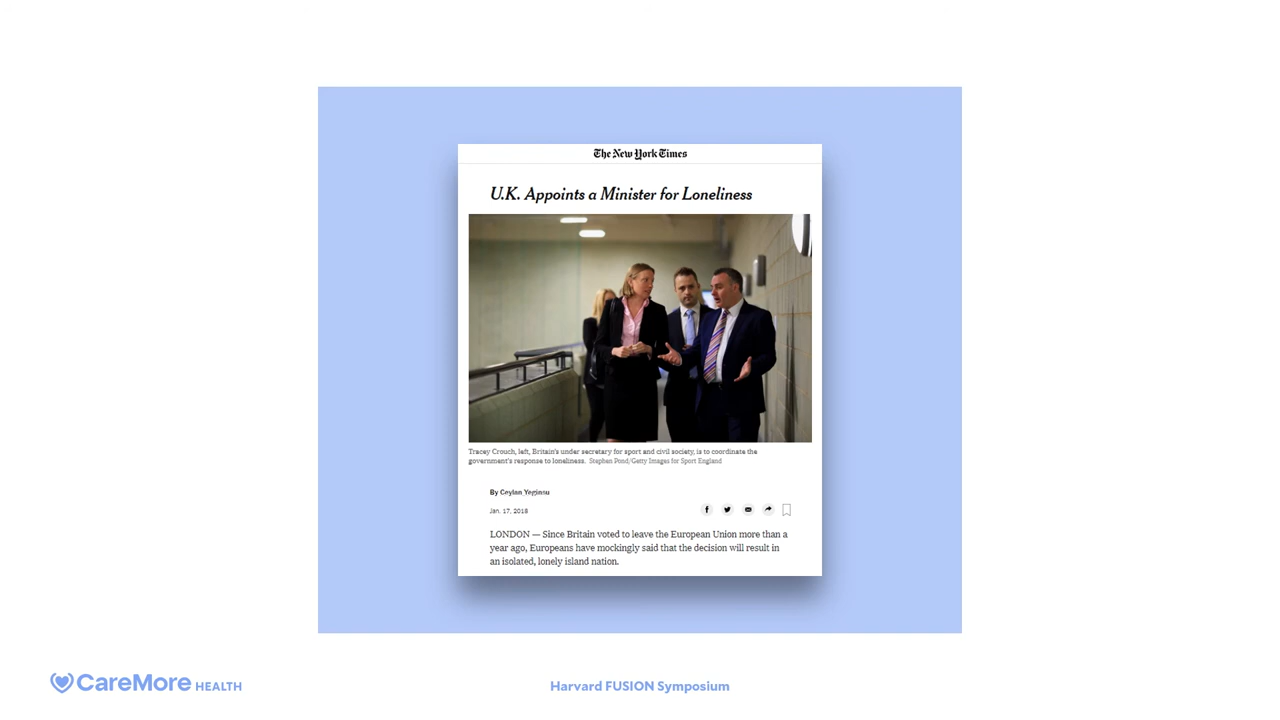 The New York Times
U.K. Appoints a Minister for Loneliness
Tracey Crouch, left, Britain's under secretary for sport and civil society, is to coordinate the
government's response to loneliness. Stephen Pond/Getty Images for Sport England
By Ceylan Yeginsu
Jan. 17, 2018
LONDON — Since Britain voted to leave the European Union more than a
year ago, Europeans have mockingly said that the decision will result in
an isolated, lonely island nation.
CareMore HEALTH
Harvard FUSION Symposium